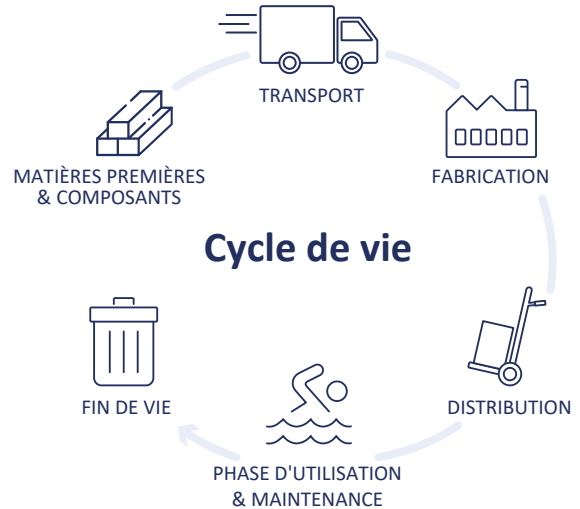 TRANSPORT
MATIÈRES PREMIÈRES
& COMPOSANTS
FABRICATION
Cycle de vie
FIN DE VIE
DISTRIBUTION
PHASE D'UTILISATION
& MAINTENANCE